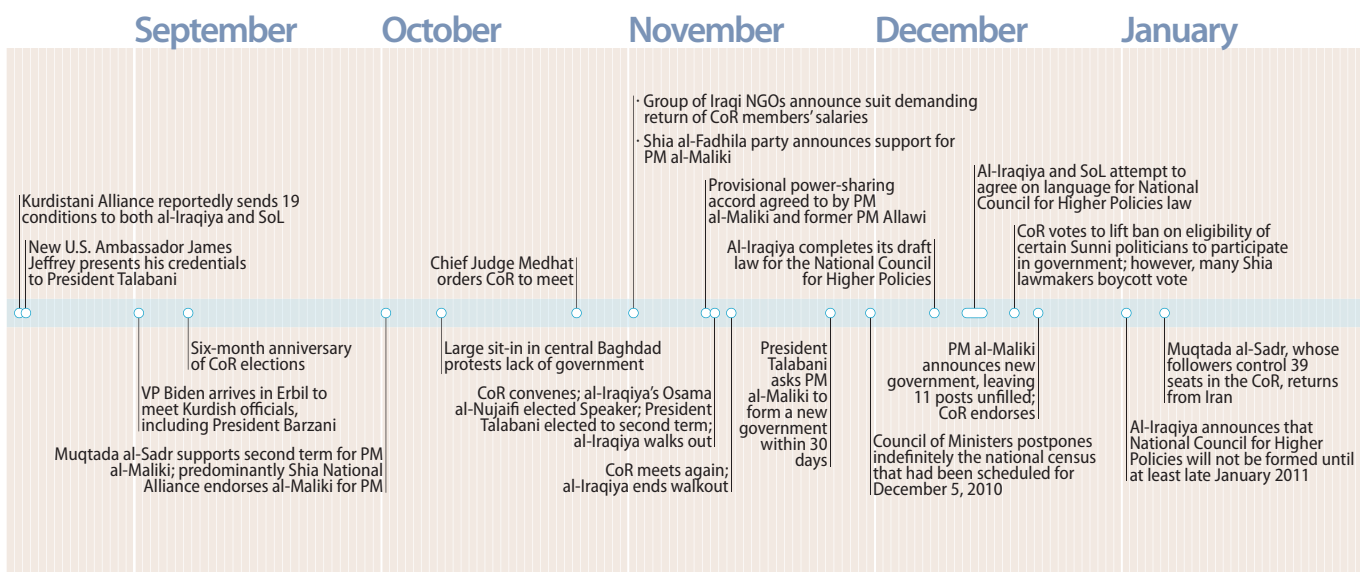 September
October
November
December
January
· Group of Iraqi NGOs announce suit demanding
return of CoR members' salaries
· Shia al-Fadhila party announces support for
PM al-Maliki
Kurdistani Alliance reportedly sends 19
conditions to both al-Iraqiya and SoL
New U.S. Ambassador James
Jeffrey presents his credentials
to President Talabani
Chief Judge Medhat
orders CoR to meet
Provisional power-sharing
accord agreed to by PM
al-Maliki and former PM Allawi
Al-Iraqiya completes its draft
law for the National Council
for Higher Policies
Al-Iraqiya and SoL attempt to
agree on language for National
Council for Higher Policies law
CoR votes to lift ban on eligibility of
certain Sunni politicians to participate
in government; however, many Shia
lawmakers boycott vote
Six-month anniversary
of CoR elections
VP Biden arrives in Erbil to
meet Kurdish officials,
including President Barzani
Muqtada al-Sadr supports second term for PM
al-Maliki; predominantly Shia National
Alliance endorses al-Maliki for PM
Large sit-in in central Baghdad
protests lack of government
CoR convenes; al-Iraqiya's Osama
al-Nujaifi elected Speaker; President
Talabani elected to second term;
al-Iraqiya walks out
CoR meets again;
al-Iraqiya ends walkout
President
Talabani
asks PM
al-Maliki to
form a new
government
within 30
days
PM al-Maliki
announces new
government, leaving
11 posts unfilled;
CoR endorses
Council of Ministers postpones
indefinitely the national census
that had been scheduled for
December 5, 2010
Muqtada al-Sadr, whose
followers control 39
seats in the CoR, returns
from Iran
Al-Iraqiya announces that
National Council for Higher
Policies will not be formed until
at least late January 2011